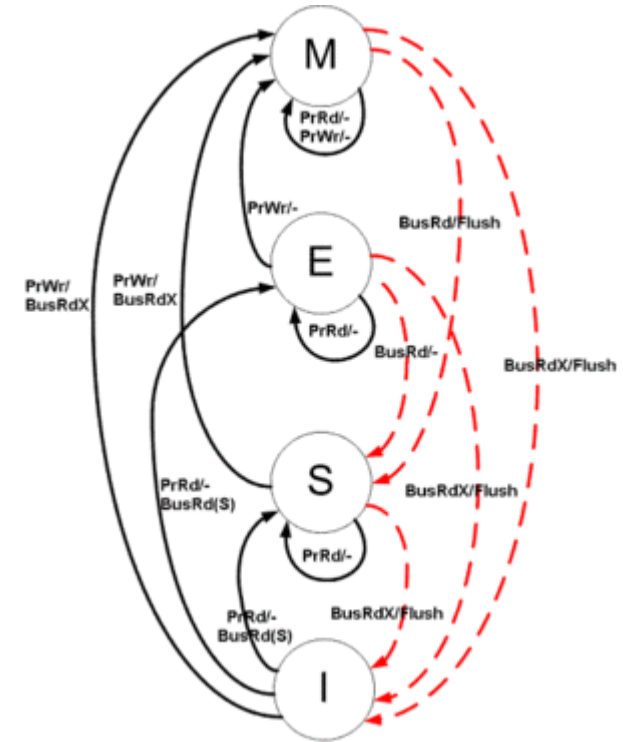 M
PrRd/-
PrWr/-
PrWr/-
BusRd/Flush
E
PrWr/
BusRdX
PrWr/
BusRdX
PrRd/-
BusRd/-
BusRdX/Flush
S
PrRd/-
BusRd(S)
BusRdX/Flush
PrRd/-
PrRd/-
BusRd(S)
BusRdX/Flush
I